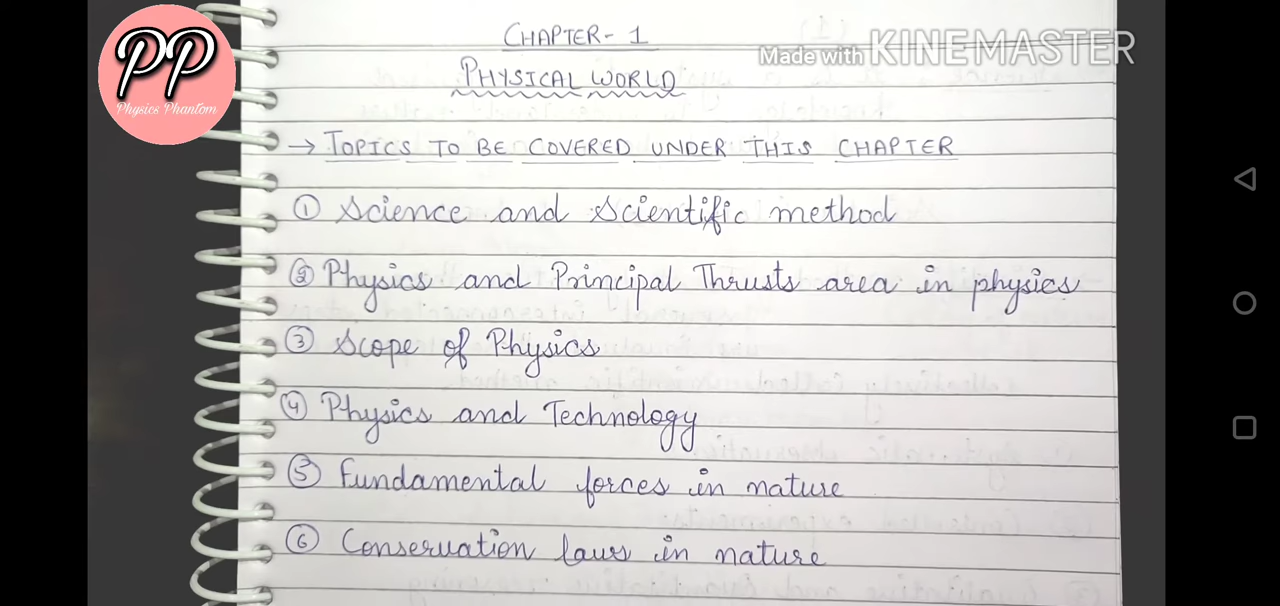 PP
Physics Phantom
CHAPTER- 1
Made with KINEMASTER
PHYSICAL WORLD
→ TOPICS TO BE COVERED UNDER THIS CHAPTER
① Science and Scientific method
② Physics and Principal Thrusts area in physics
③ Scope of Physics
④ Physics and Technology
⑤ Fundamental forces in nature
⑥ Conservation laws in nature